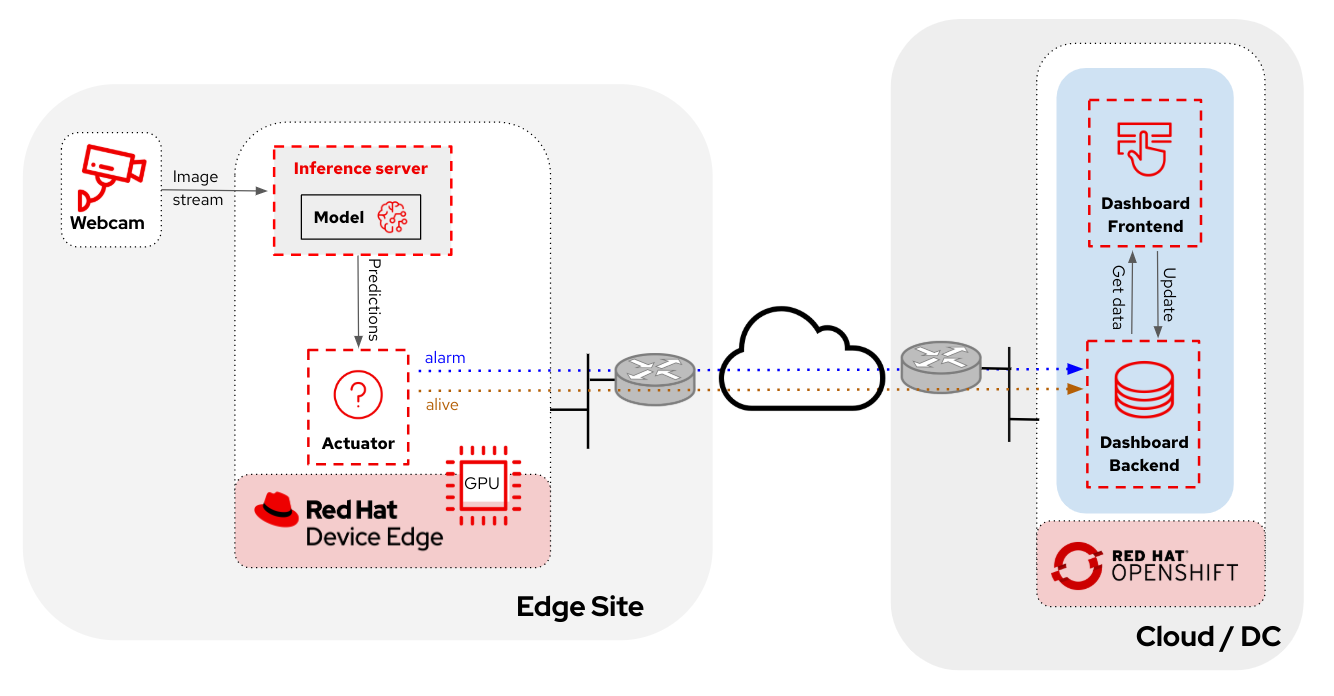 Webcam
Image
stream
Inference server
Model
Predictions
Actuator
alarm
alive
GPU
Red Hat
Device Edge
Edge Site
Dashboard
Frontend
Get data
Update
Dashboard
Backend
RED HAT®
OPENSHIFT
Cloud / DC